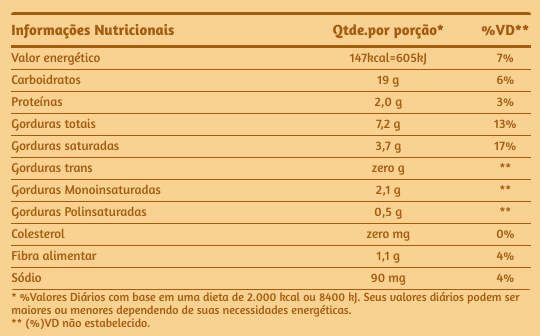 Informações Nutricionais Qtde.por porção* %VD**
Valor energético 147kcal=605kJ 7%
Carboidratos 19 g 6%
Proteínas 2,0 g 3%
Gorduras totais 7,2 g 13%
Gorduras saturadas 3,7 g 17%
Gorduras trans zero g **
Gorduras Monoinsaturadas 2,1 g **
Gorduras Polinsaturadas 0,5 g **
Colesterol zero mg 0%
Fibra alimentar 1,1 g 4%
Sódio 90 mg 4%
* %Valores Diários com base em uma dieta de 2.000 kcal ou 8400 kJ. Seus valores diários podem ser
maiores ou menores dependendo de suas necessidades energéticas.
** (%)VD não estabelecido.